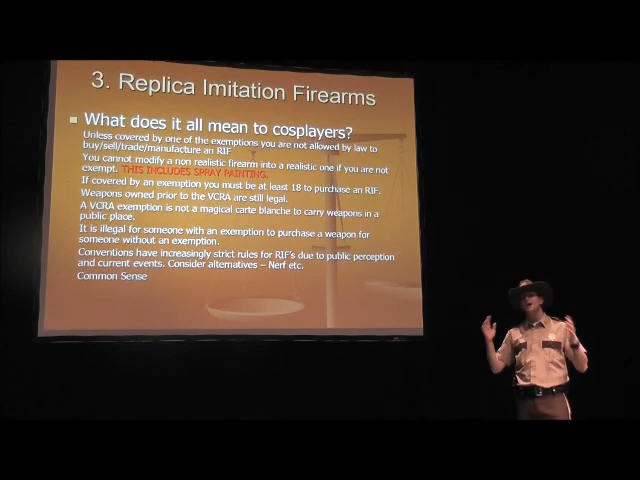 3. Replica Imitation Firearms
What does it all mean to cosplayers?
Unless covered by one of the exemptions you are not allowed by law to
buy/sell/trade/manufacture an RIF
You cannot modify a non realistic firearm into a realistic one if you are not
exempt. THIS INCLUDES SPRAY PAINTING.
If covered by an exemption you must be at least 18 to purchase an RIF.
Weapons owned prior to the VCRA are still legal.
A VCRA exemption is not a magical carte blanche to carry weapons in a
public place.
It is illegal for someone with an exemption to purchase a weapon for
someone without an exemption.
Conventions have increasingly strict rules for RIF's due to public perception
and current events. Consider alternatives – Nerf etc.
Common Sense